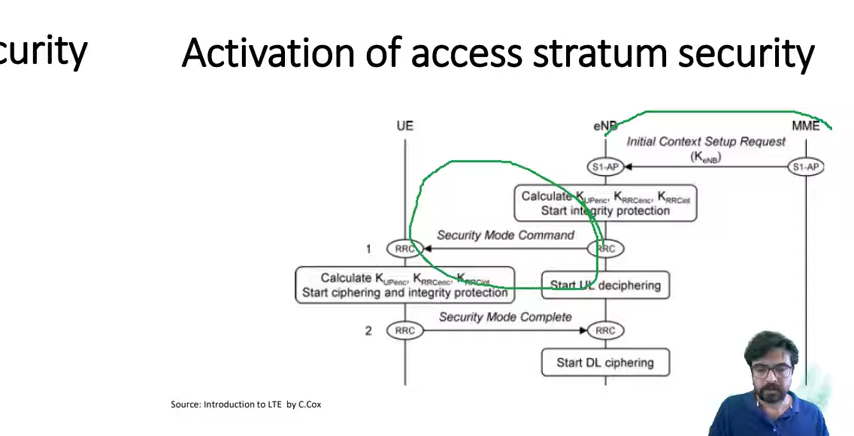 curity
Activation of access stratum security
UE
eNB
MME
Initial Context Setup Request
(KeNB)
S1-AP
S1-AP
Calculate KUPenc, KRRCenc, KRRCint
Start integrity protection
Security Mode Command
1
RRC
RRC
Calculate KUPenc, KRRCenc, KRRCint
Start ciphering and integrity protection
Start UL deciphering
Security Mode Complete
2
RRC
RRC
Start DL ciphering
Source: Introduction to LTE by C.Cox